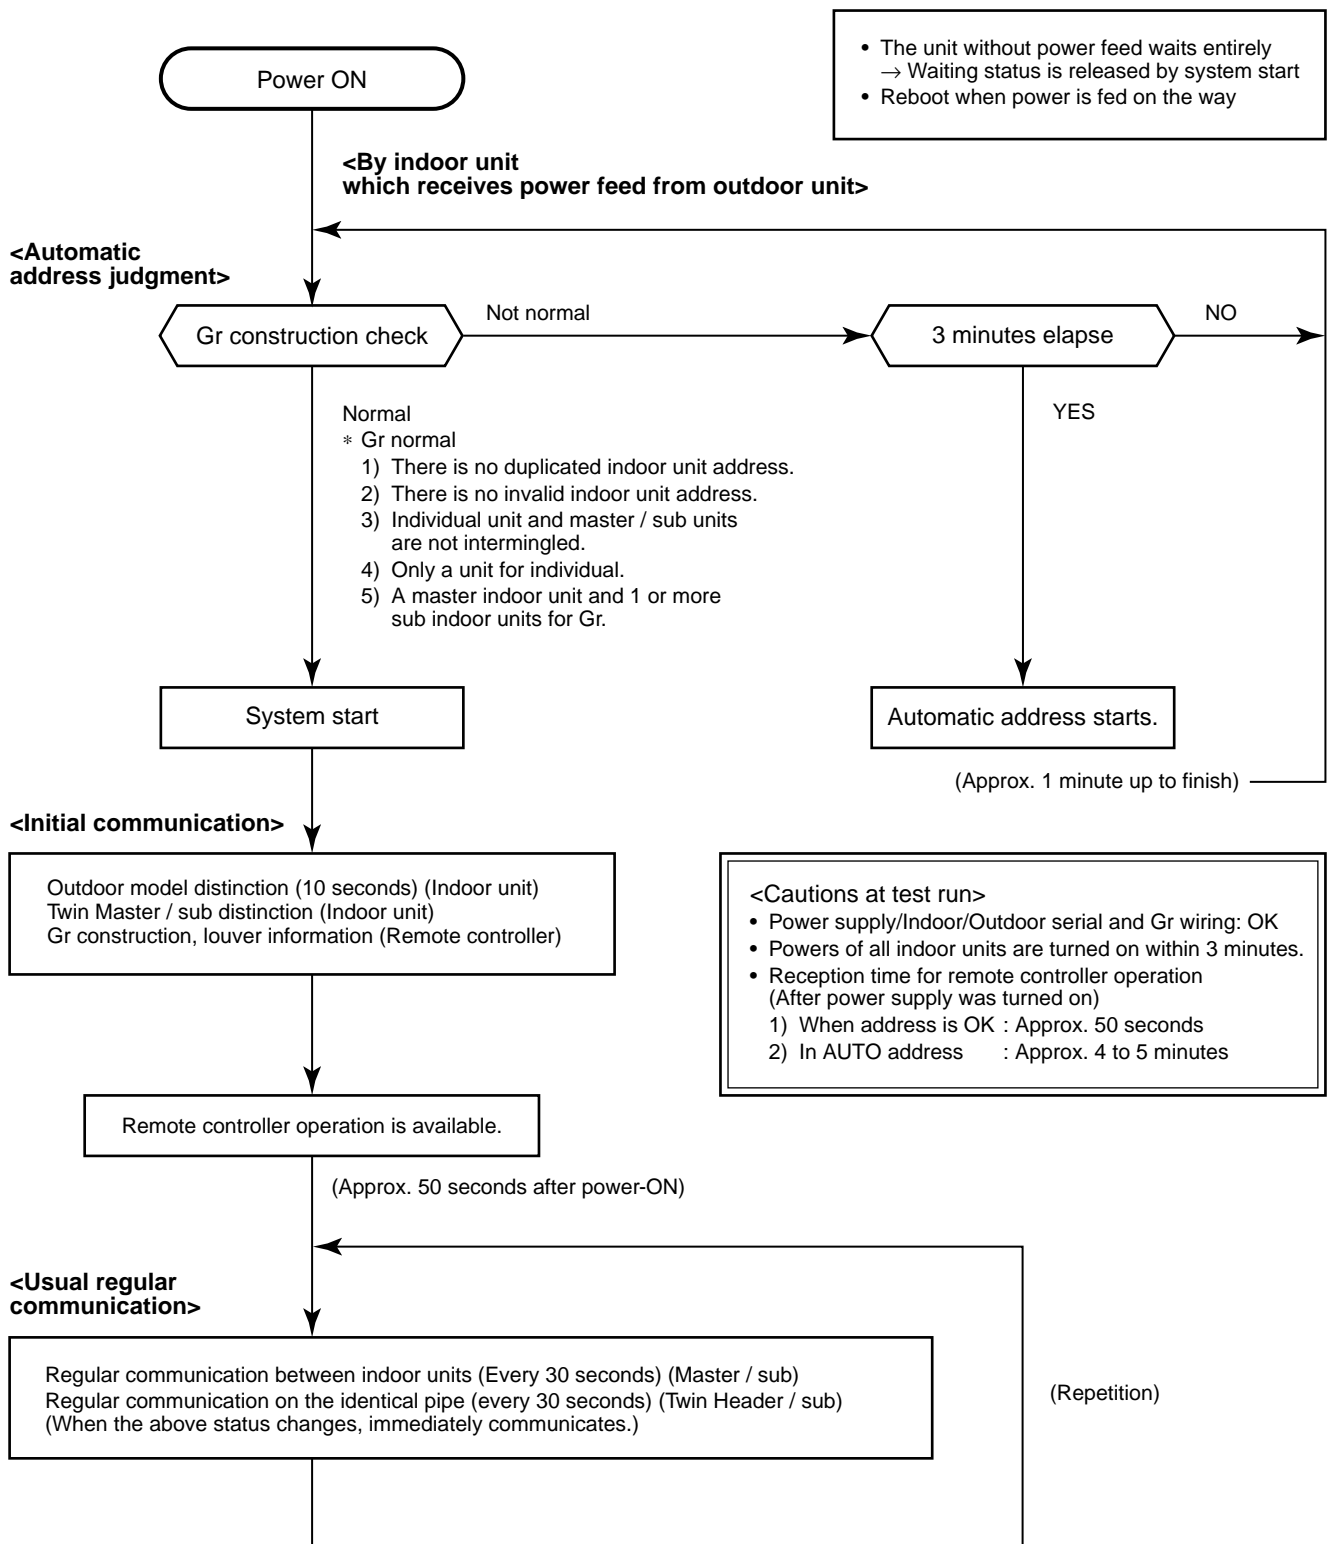 Power ON
• The unit without power feed waits entirely
→ Waiting status is released by system start
• Reboot when power is fed on the way
<By indoor unit
which receives power feed from outdoor unit>
<Automatic
address judgment>
Gr construction check
Not normal
3 minutes elapse
NO
Normal
* Gr normal
1) There is no duplicated indoor unit address.
2) There is no invalid indoor unit address.
3) Individual unit and master / sub units
are not intermingled.
4) Only a unit for individual.
5) A master indoor unit and 1 or more
sub indoor units for Gr.
YES
System start
Automatic address starts.
(Approx. 1 minute up to finish)
<Initial communication>
Outdoor model distinction (10 seconds) (Indoor unit)
Twin Master / sub distinction (Indoor unit)
Gr construction, louver information (Remote controller)
<Cautions at test run>
• Power supply/Indoor/Outdoor serial and Gr wiring: OK
• Powers of all indoor units are turned on within 3 minutes.
• Reception time for remote controller operation
(After power supply was turned on)
1) When address is OK : Approx. 50 seconds
2) In AUTO address : Approx. 4 to 5 minutes
Remote controller operation is available.
(Approx. 50 seconds after power-ON)
<Usual regular
communication>
Regular communication between indoor units (Every 30 seconds) (Master / sub)
Regular communication on the identical pipe (every 30 seconds) (Twin Header / sub)
(When the above status changes, immediately communicates.)
(Repetition)